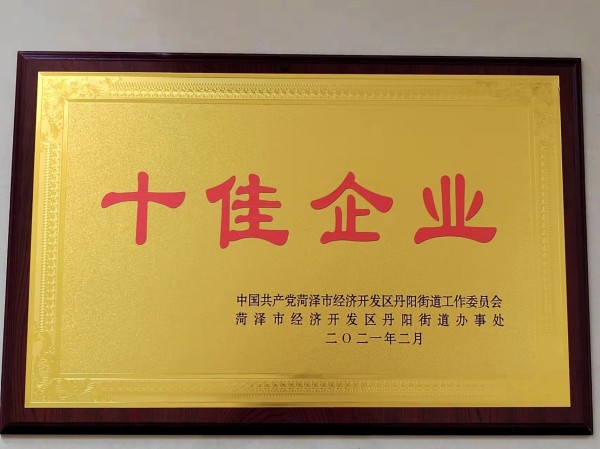 十佳企业
中国共产党菏泽市经济开发区丹阳街道工作委员会
菏泽市经济开发区丹阳街道办事处
二〇二一年二月